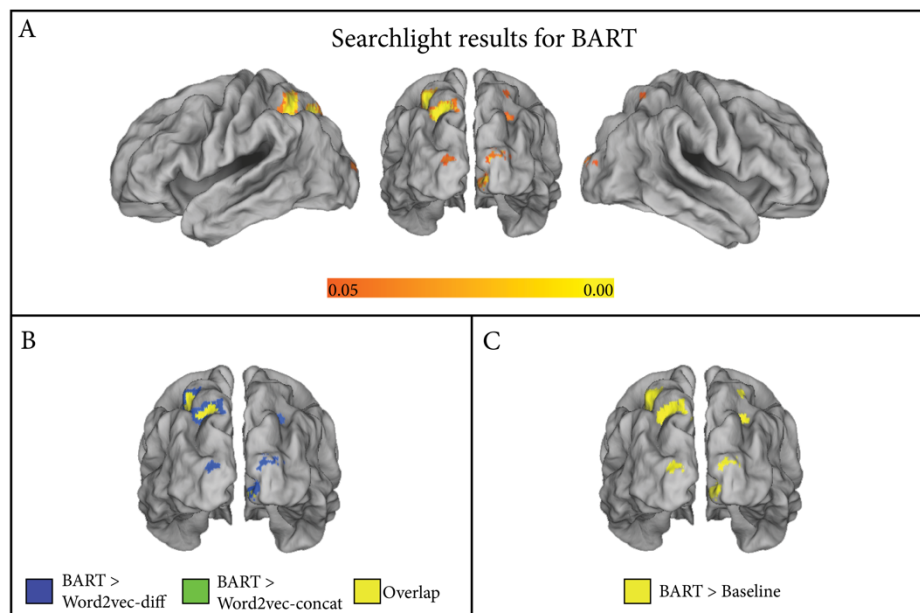 A
Searchlight results for BART
0.05 0.00
B
BART >
Word2vec-diff
BART >
Word2vec-concat
Overlap
C
BART > Baseline